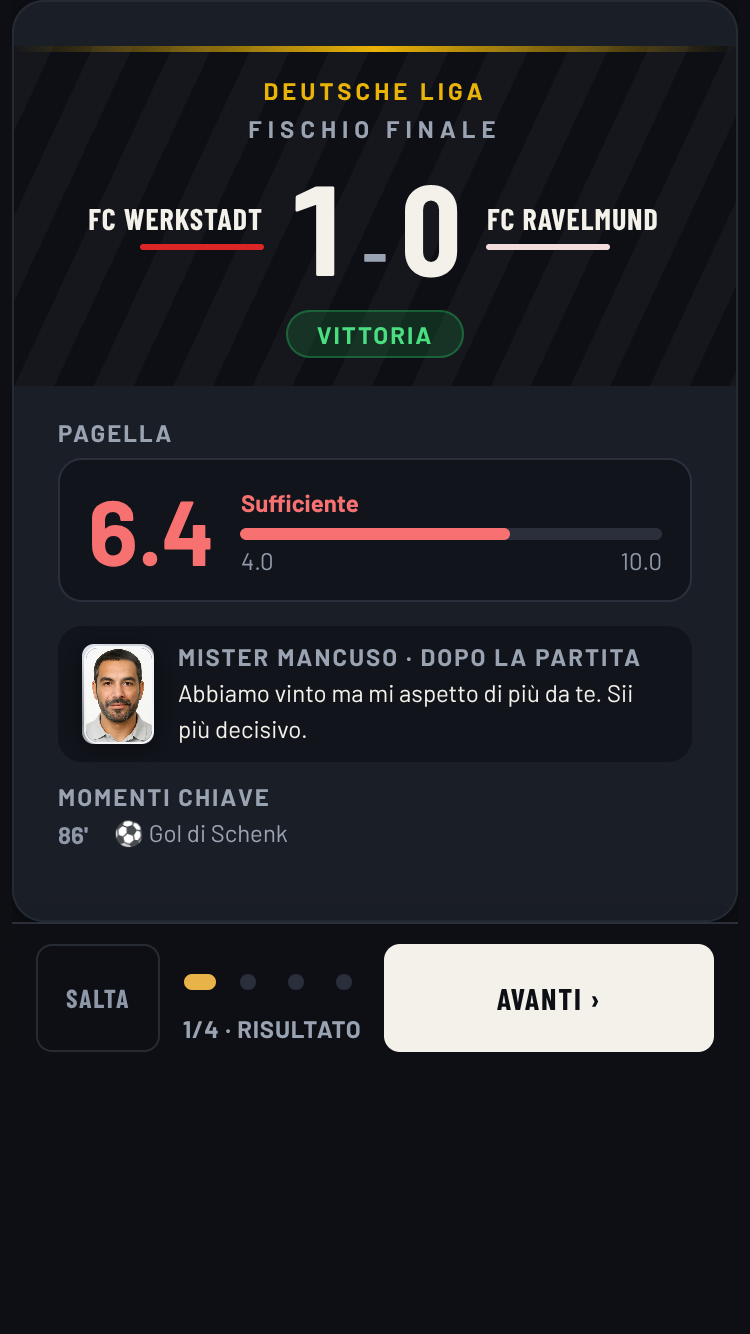 DEUTSCHE LIGA
FISCHIO FINALE
FC WERKSTADT 1 - 0 FC RAVELMUND
VITTORIA
PAGELLA
6.4 Sufficiente
4.0 10.0
MISTER MANCUSO · DOPO LA PARTITA
Abbiamo vinto ma mi aspetto di più da te. Sii
più decisivo.
MOMENTI CHIAVE
86' ⚽ Gol di Schenk
SALTA
1/4 · RISULTATO
AVANTI ›